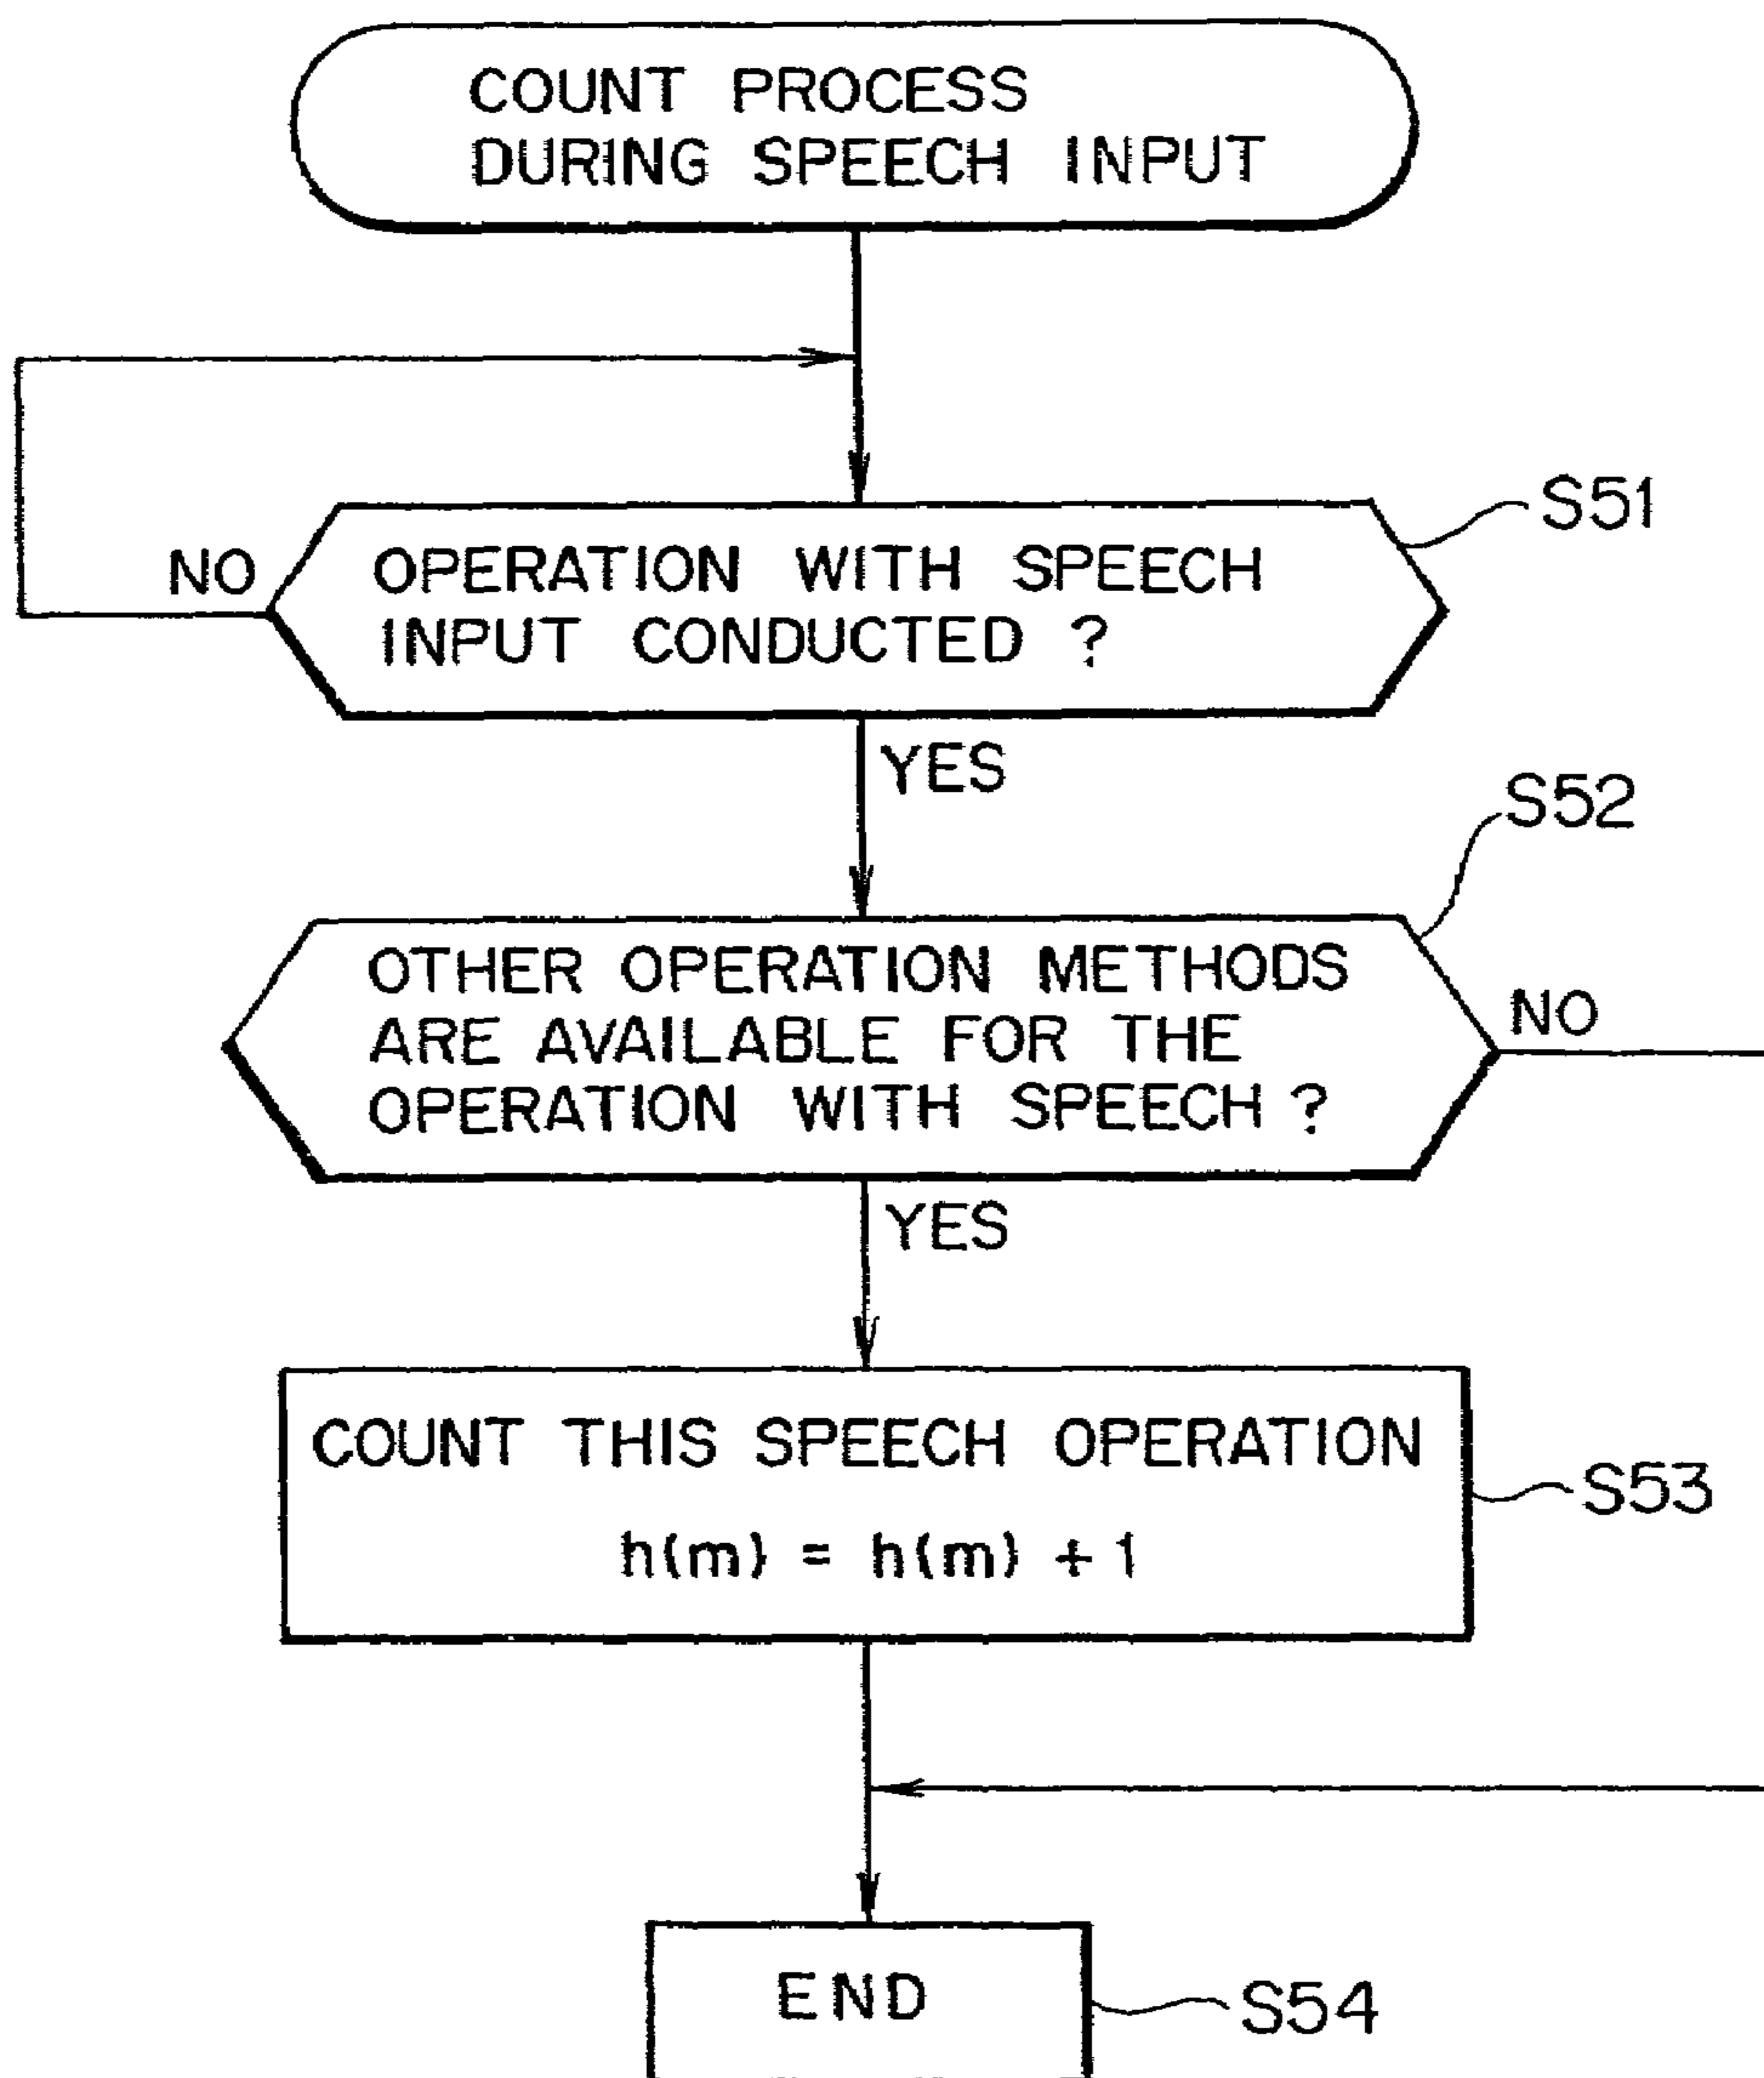 COUNT PROCESS
DURING SPEECH INPUT
S51
NO
OPERATION WITH SPEECH
INPUT CONDUCTED ?
YES
S52
OTHER OPERATION METHODS
ARE AVAILABLE FOR THE
OPERATION WITH SPEECH ?
NO
YES
COUNT THIS SPEECH OPERATION
h(m) = h(m) + 1
S53
END
S54